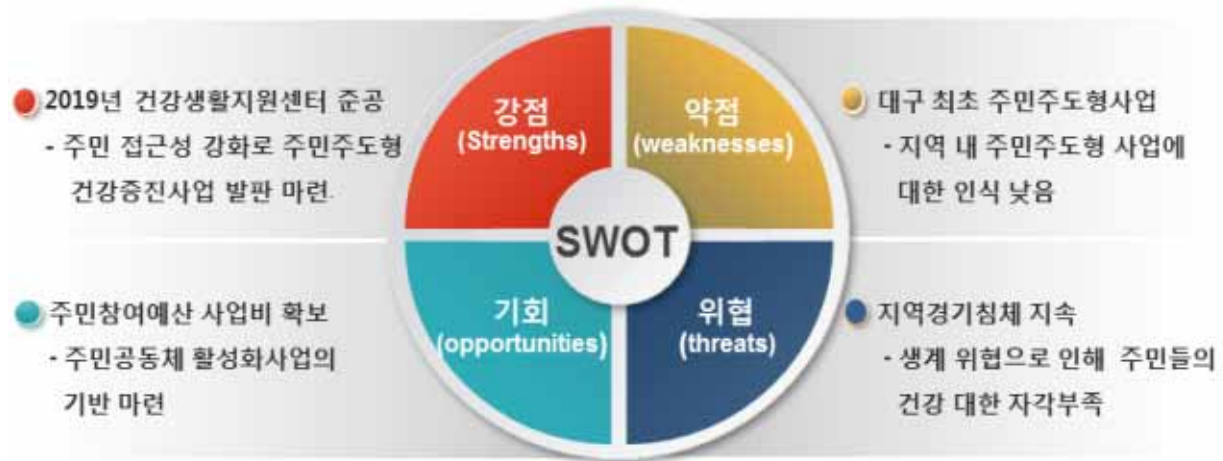 2019년 건강생활지원센터 준공
- 주민 접근성 강화로 주민주도형
건강증진사업 발판 마련.
강점
(Strengths)
약점
(weaknesses)
대구 최초 주민주도형사업
- 지역 내 주민주도형 사업에
대한 인식 낮음
SWOT
주민참여예산 사업비 확보
- 주민공동체 활성화사업의
기반 마련
기회
(opportunities)
위협
(threats)
지역경기침체 지속
- 생계 위협으로 인해 주민들의
건강 대한 자각부족